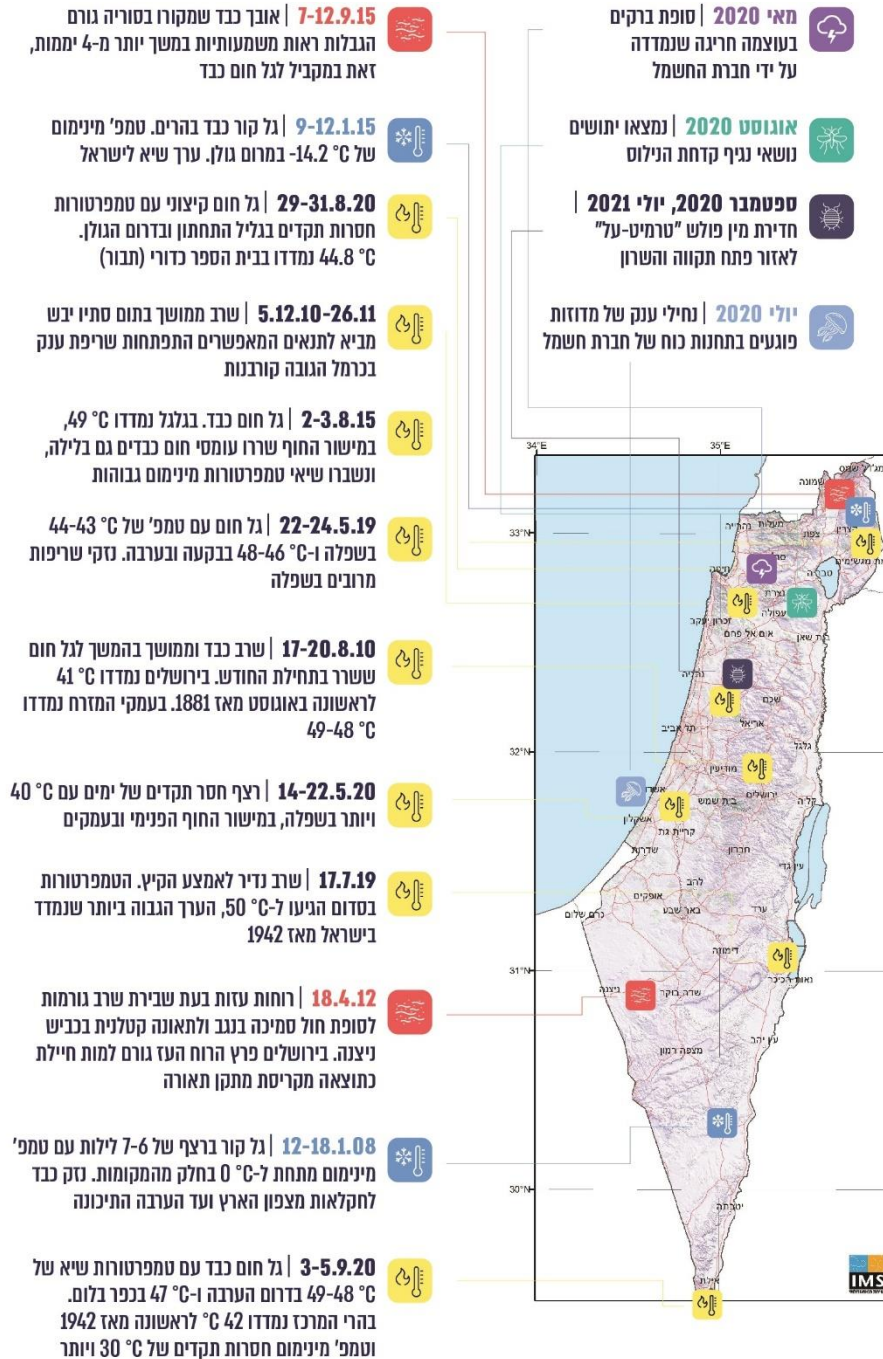 מאי 2020 | סופת ברקים
בעוצמה חריגה שנמדדה
על ידי חברת החשמל
אוגוסט 2020 | נמצאו יתושים
נושאי נגיף קדחת הנילוס
ספטמבר 2020, יולי 2021 |
חדירת מין פולש "טרמיט-על"
לאזור פתח תקווה והשרון
יולי 2020 | נחילי ענק של מדוזות
פוגעים בתחנות כוח של חברת חשמל
7-12.9.15 | אובך כבד שמקורו בסוריה גורם
הגבלות ראות משמעותיות במשך יותר מ-4 יממות,
זאת במקביל לגל חום כבד
9-12.1.15 | גל קור כבד בהרים. טמפ' מינימום
של ‎-14.2 °C במרום גולן. ערך שיא לישראל
29-31.8.20 | גל חום קיצוני עם טמפרטורות
חסרות תקדים בגליל התחתון ובדרום הגולן.
44.8 °C נמדדו בבית הספר כדורי (תבור)
5.12.10-26.11 | שרב ממושך בתום סתיו יבש
מביא לתנאים המאפשרים התפתחות שריפת ענק
בכרמל הגובה קורבנות
2-3.8.15 | גל חום כבד. בגלגל נמדדו 49 °C,
במישור החוף שררו עומסי חום כבדים גם בלילה,
ונשברו שיאי טמפרטורות מינימום גבוהות
22-24.5.19 | גל חום עם טמפ' של 44-43 °C
בשפלה ו-48-46 °C בבקעה ובערבה. נזקי שריפות
מרובים בשפלה
17-20.8.10 | שרב כבד וממושך בהמשך לגל חום
ששרר בתחילת החודש. בירושלים נמדדו 41 °C
לראשונה באוגוסט מאז 1881. בעמקי המזרח נמדדו
49-48 °C
14-22.5.20 | רצף חסר תקדים של ימים עם 40 °C
ויותר בשפלה, במישור החוף הפנימי ובעמקים
17.7.19 | שרב נדיר לאמצע הקיץ. הטמפרטורות
בסדום הגיעו ל-50 °C, הערך הגבוה ביותר שנמדד
בישראל מאז 1942
18.4.12 | רוחות עזות בעת שבירת שרב גורמות
לסופת חול סמיכה בנגב ולתאונה קטלנית בכביש
ניצנה. בירושלים פרץ הרוח העז גורם למות חיילת
כתוצאה מקריסת מתקן תאורה
12-18.1.08 | גל קור ברצף של 7-6 לילות עם טמפ'
מינימום מתחת ל-0 °C בחלק מהמקומות. נזק כבד
לחקלאות מצפון הארץ ועד הערבה התיכונה
3-5.9.20 | גל חום כבד עם טמפרטורות שיא של
49-48 °C בדרום הערבה ו-47 °C בכפר בלום.
בהרי המרכז נמדדו 42 °C לראשונה מאז 1942
וטמפ' מינימום חסרות תקדים של 30 °C ויותר
34°E
35°E
שמונה
33°N
נהרייה
מעלות
צפת
חיפה
טבריה
נצרת
עפולה
זכרון יעקב
אום אל פחם
בית שאן
נתניה
שכם
אריאל
תל אביב
גלגל
32°N
מודיעין
ירושלים
בית שמש
קליה
אשקלון
קריית גת
שדרות
חברון
עין גדי
להב
אופקים
ערד
באר שבע
כרם שלום
דימונה
31°N
ניצנה
שדה בוקר
נאות הכיכר
עין יהב
מצפה רמון
30°N
יטבתה
אילת
IMS